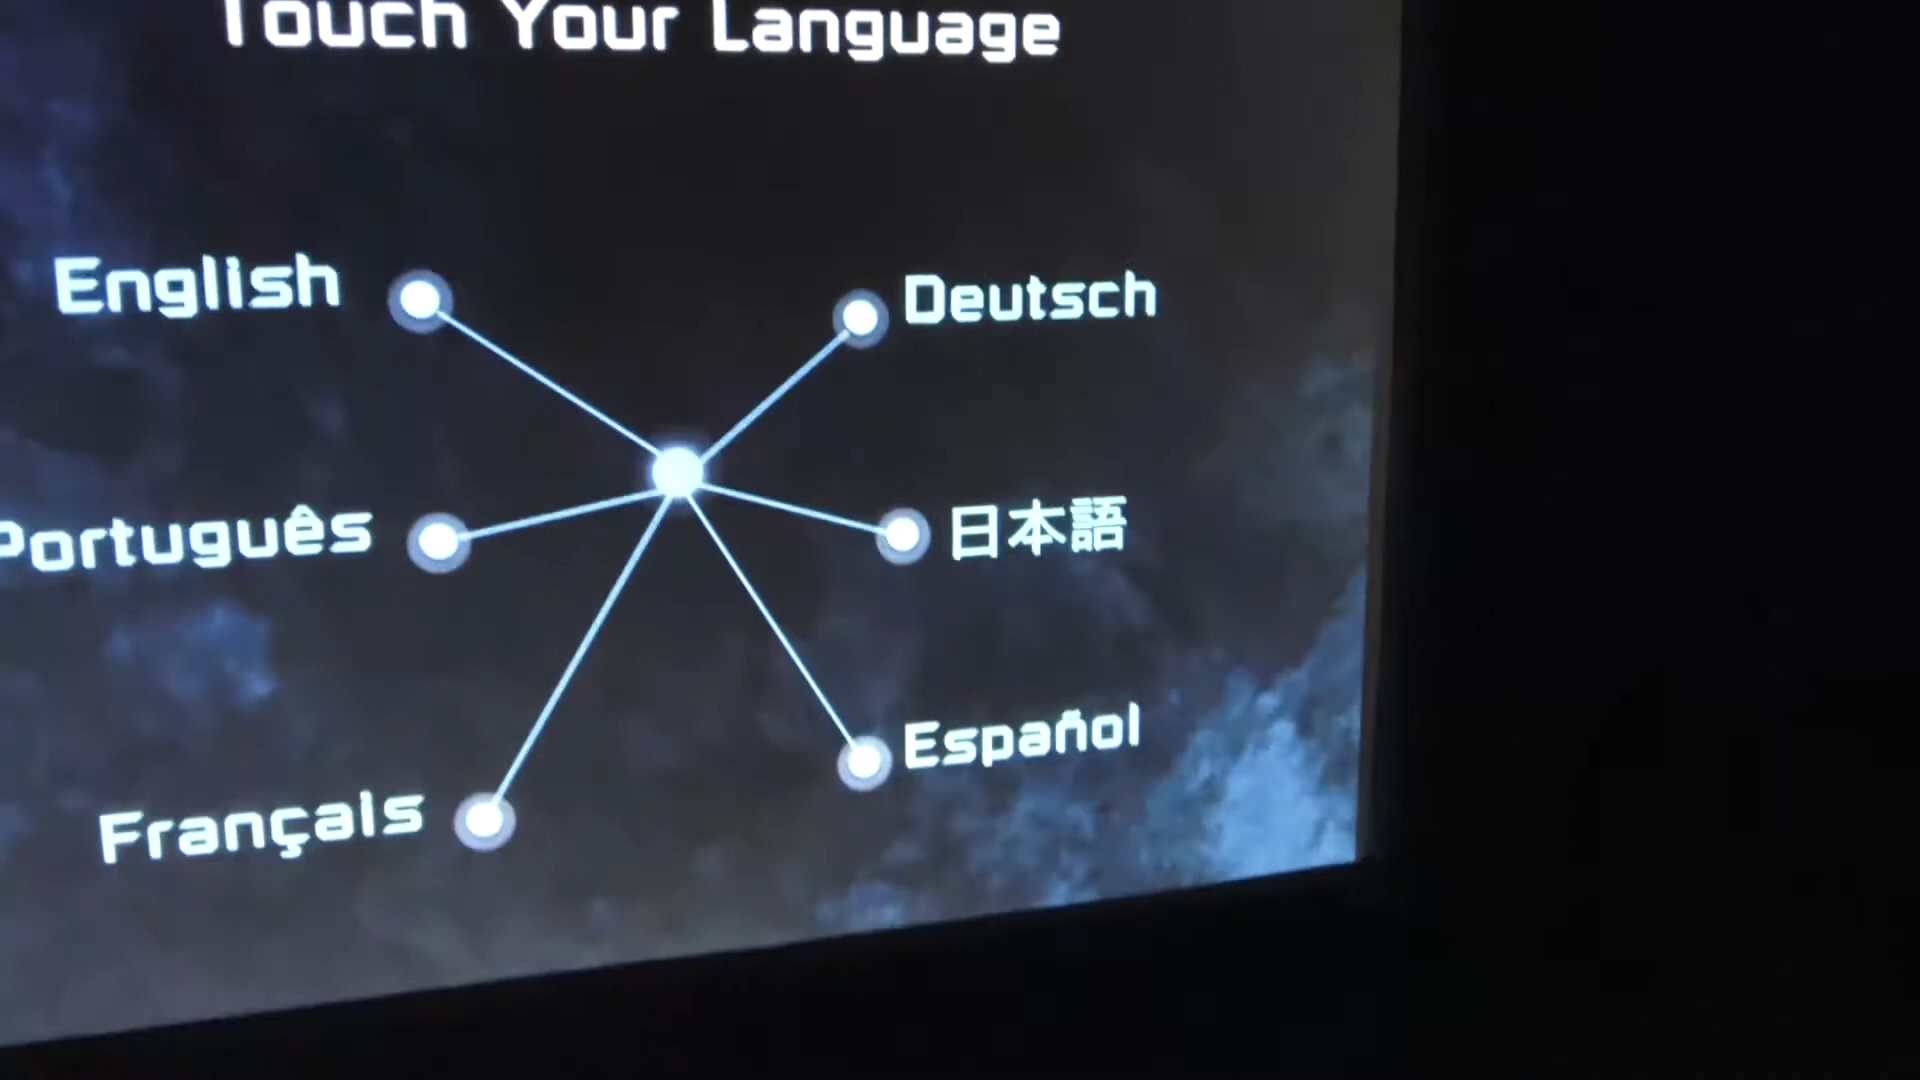 Touch Your Language
English
Deutsch
Português
日本語
Français
Español